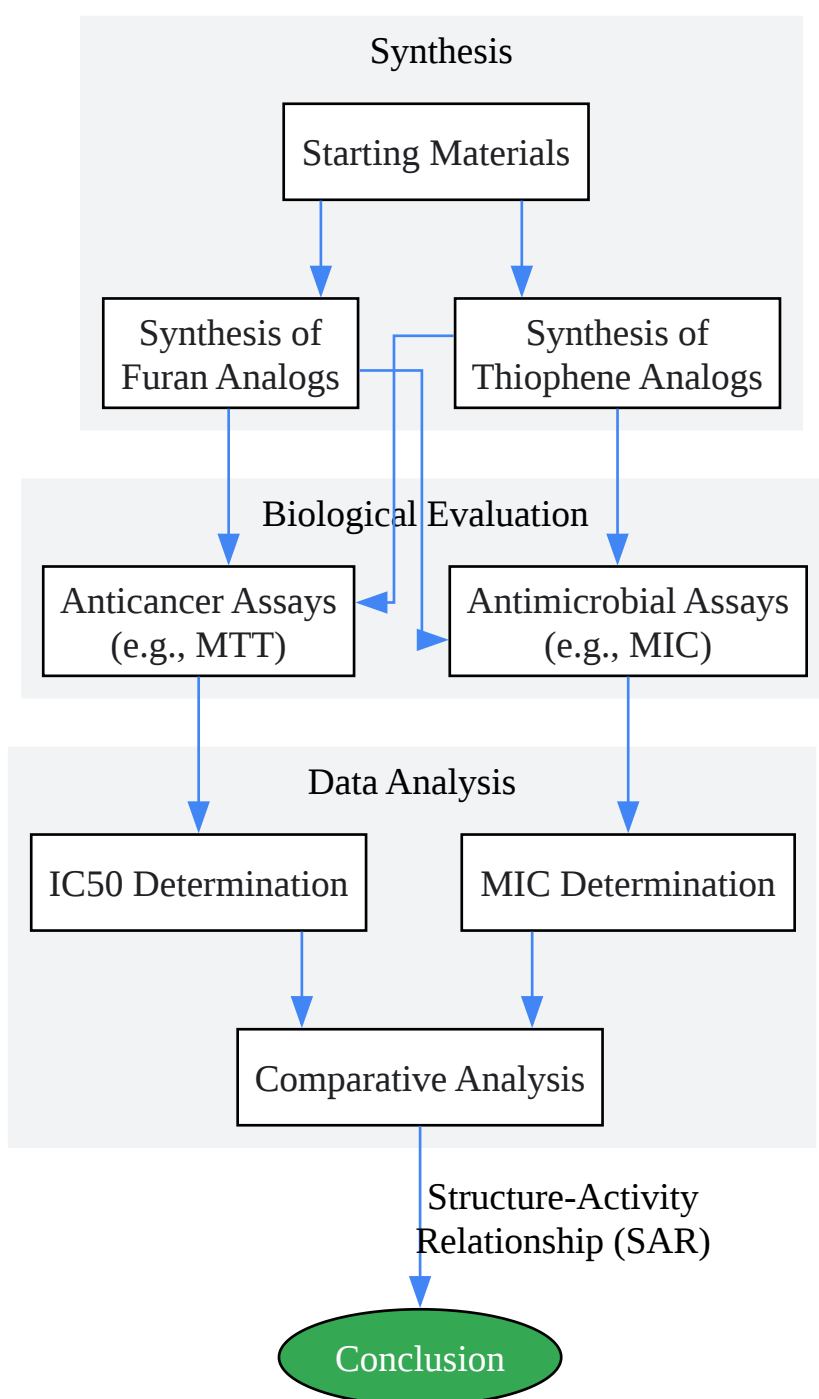 Synthesis
Starting Materials
Synthesis of
Furan Analogs
Synthesis of
Thiophene Analogs
Biological Evaluation
Anticancer Assays
(e.g., MTT)
Antimicrobial Assays
(e.g., MIC)
Data Analysis
IC50 Determination
MIC Determination
Comparative Analysis
Structure-Activity
Relationship (SAR)
Conclusion